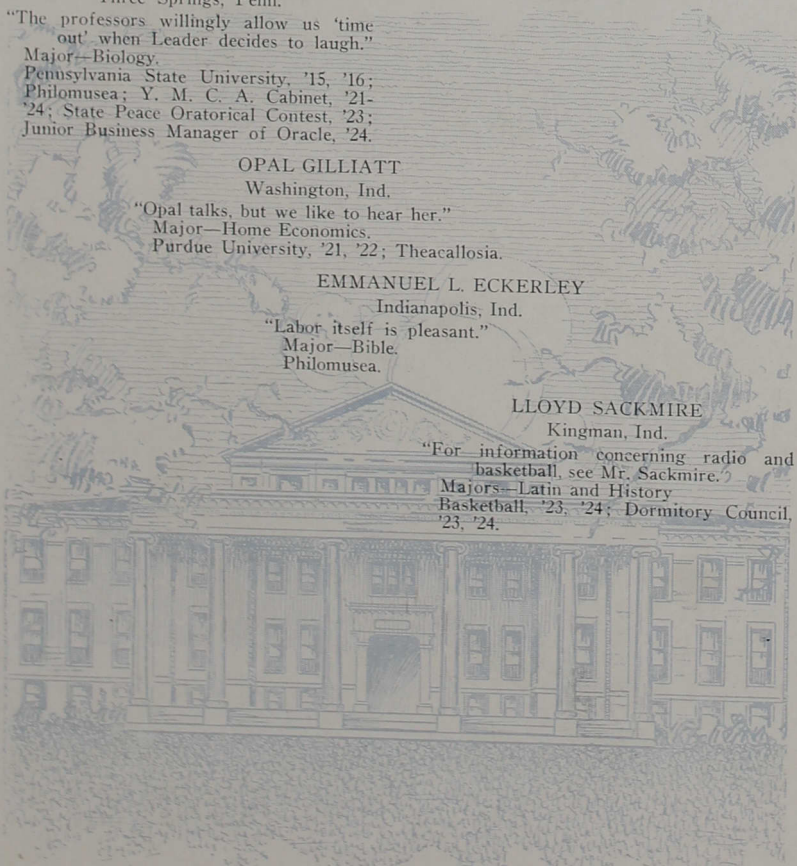 Three Springs, Penn.
"The professors willingly allow us 'time
out' when Leader decides to laugh."
Major—Biology.
Pennsylvania State University, '15, '16;
Philomusea; Y. M. C. A. Cabinet, '21-
'24; State Peace Oratorical Contest, '23;
Junior Business Manager of Oracle, '24.
OPAL GILLIATT
Washington, Ind.
"Opal talks, but we like to hear her."
Major—Home Economics.
Purdue University, '21, '22; Theacallosia.
EMMANUEL L. ECKERLEY
Indianapolis, Ind.
"Labor itself is pleasant."
Major—Bible.
Philomusea.
LLOYD SACKMIRE
Kingman, Ind.
"For information concerning radio and
basketball, see Mr. Sackmire."
Majors—Latin and History
Basketball, '23, '24; Dormitory Council,
'23, '24.